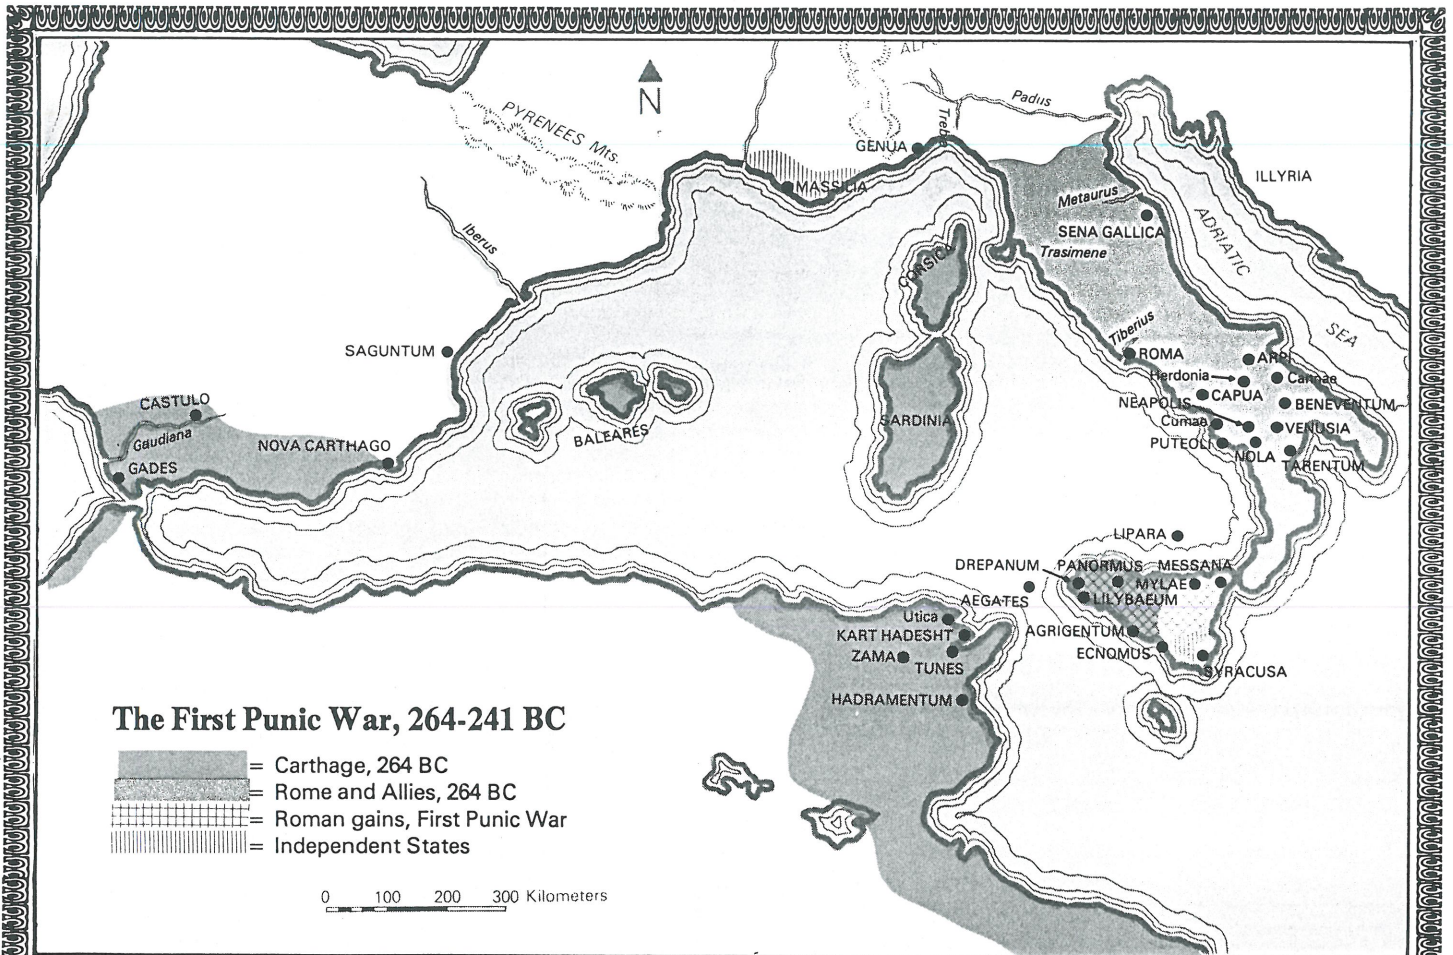 ALPS
N
PYRENEES Mts.
Padus
Trebia
GENUA
MASSILIA
ILLYRIA
Metaurus
SENA GALLICA
ADRIATIC
SEA
Trasimene
Iberus
CORSICA
Tiberius
ROMA
SAGUNTUM
ARPI
Herdonia
Cannae
CAPUA
CASTULO
NEAPOLIS
BENEVENTUM
Gaudiana
SARDINIA
Cumae
VENUSIA
BALEARES
NOVA CARTHAGO
PUTEOLI
NOLA
TARENTUM
GADES
LIPARA
DREPANUM
PANORMUS
MESSANA
MYLAE
AEGATES
LILYBAEUM
Utica
KART HADESHT
AGRIGENTUM
ZAMA
TUNES
ECNOMUS
SYRACUSA
HADRAMENTUM
The First Punic War, 264-241 BC
= Carthage, 264 BC
= Rome and Allies, 264 BC
= Roman gains, First Punic War
= Independent States
0 100 200 300 Kilometers